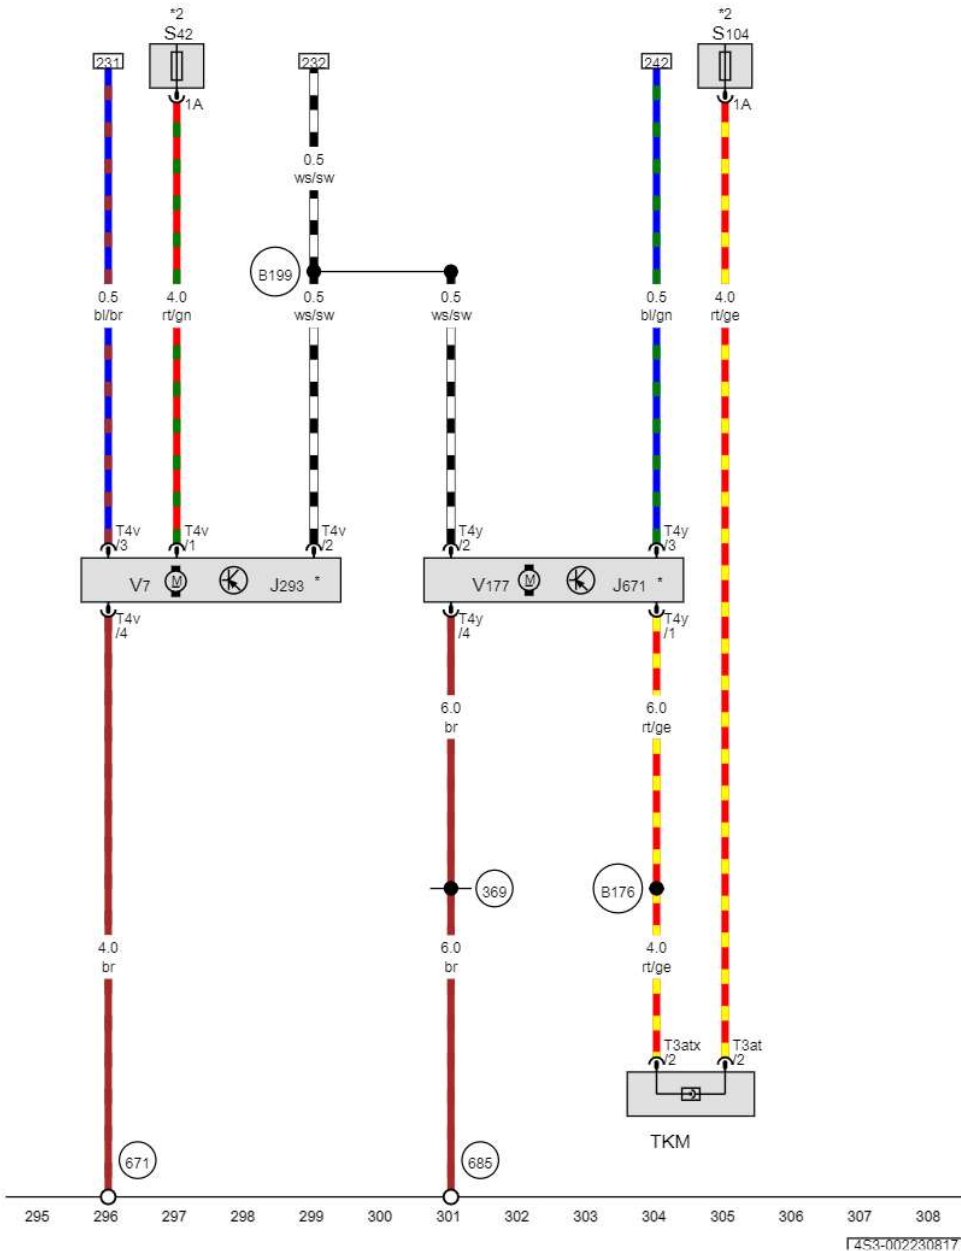 *2
S42
*2
S104
231
232
242
1A
1A
0.5
ws/sw
B199
0.5
bl/br
4.0
rt/gn
0.5
ws/sw
0.5
ws/sw
0.5
bl/gn
4.0
rt/ge
T4v
/3
T4v
/1
T4v
/2
T4y
/2
T4y
/3
V7
M
J293
*
V177
M
J671
*
T4v
/4
T4y
/4
T4y
/1
6.0
br
6.0
rt/ge
369
B176
4.0
br
6.0
br
4.0
rt/ge
T3atx
/2
T3at
/2
TKM
671
685
295 296 297 298 299 300 301 302 303 304 305 306 307 308
4S3-002230817